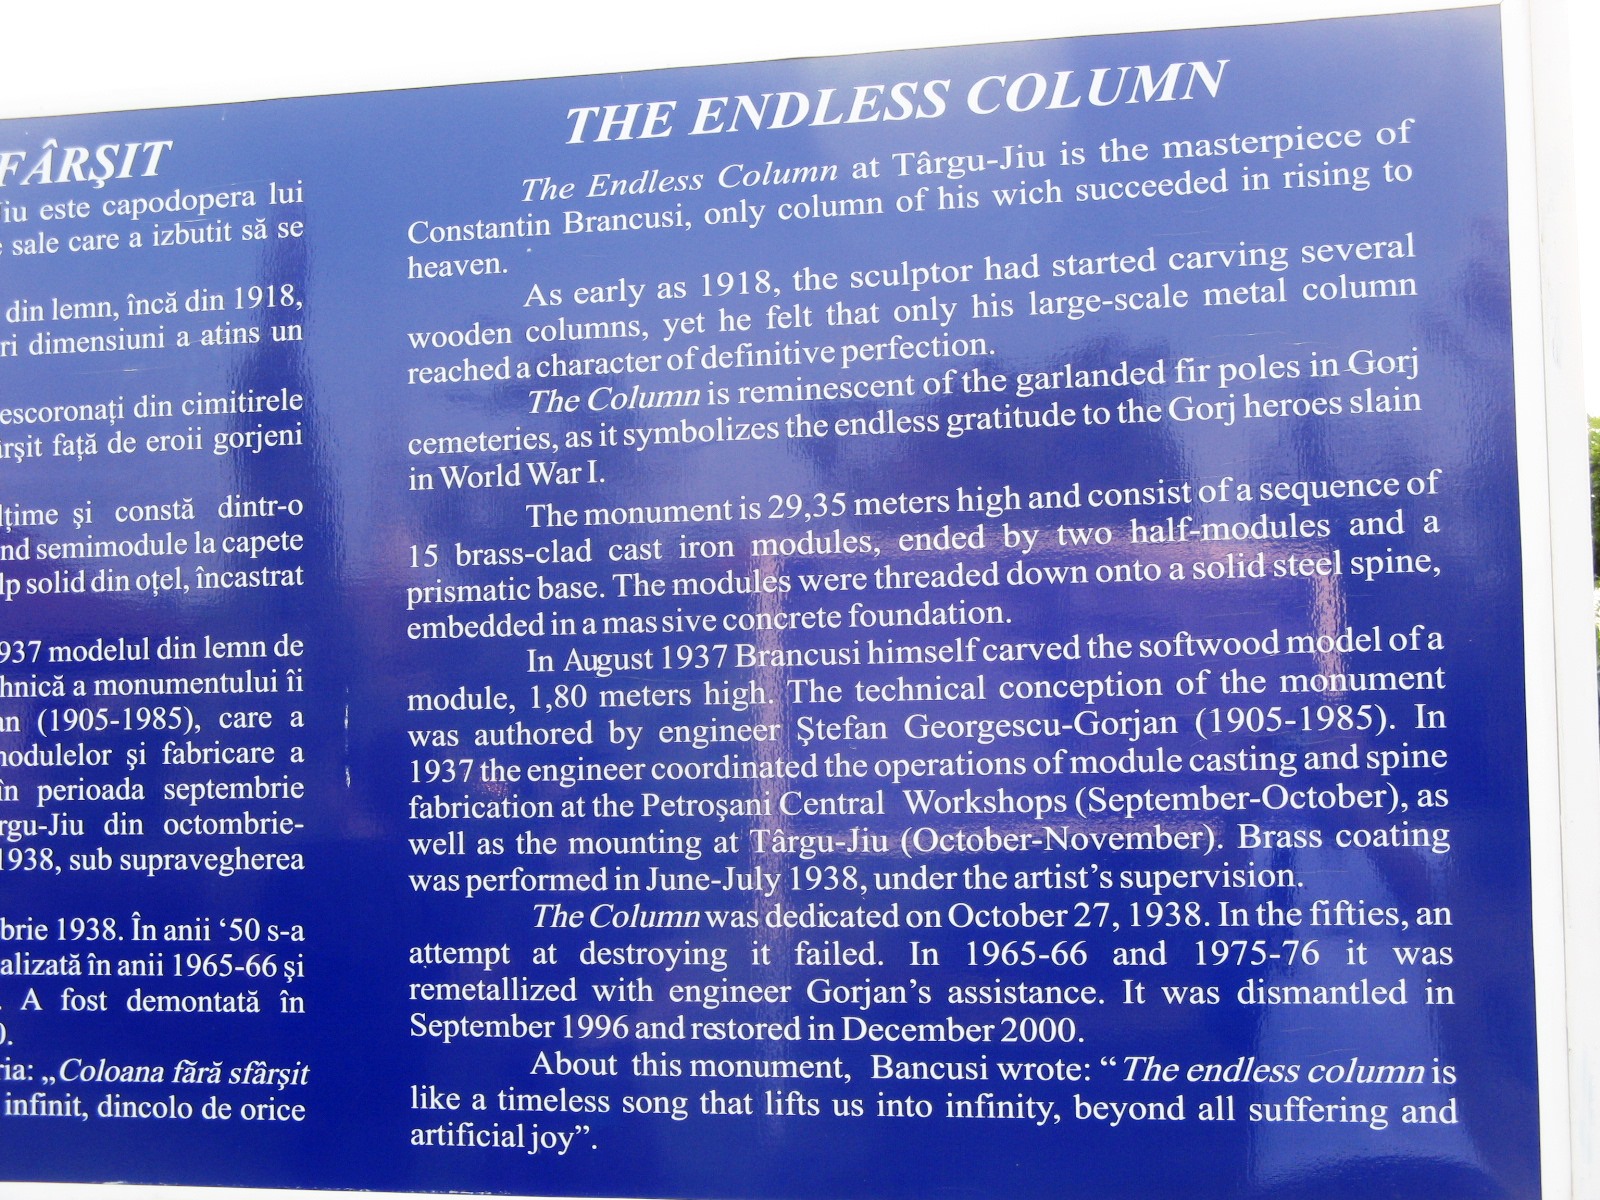 FÂRŞIT
Jiu este capodopera lui
sale care a izbutit să se
din lemn, încă din 1918,
ri dimensiuni a atins un
escoronați din cimitirele
ârşit față de eroii gorjeni
lțime şi constă dintr-o
nd semimodule la capete
lp solid din oțel, încastrat
937 modelul din lemn de
hnică a monumentului îi
an (1905-1985), care a
modulelor şi fabricare a
în perioada septembrie
rgu-Jiu din octombrie-
1938, sub supravegherea
brie 1938. În anii ‘50 s-a
alizată în anii 1965-66 şi
. A fost demontată în
0.
ria: „Coloana fără sfârşit
infinit, dincolo de orice
THE ENDLESS COLUMN
The Endless Column at Târgu-Jiu is the masterpiece of
Constantin Brancusi, only column of his wich succeeded in rising to
heaven.
As early as 1918, the sculptor had started carving several
wooden columns, yet he felt that only his large-scale metal column
reached a character of definitive perfection.
The Column is reminescent of the garlanded fir poles in Gorj
cemeteries, as it symbolizes the endless gratitude to the Gorj heroes slain
in World War I.
The monument is 29,35 meters high and consist of a sequence of
15 brass-clad cast iron modules, ended by two half-modules and a
prismatic base. The modules were threaded down onto a solid steel spine,
embedded in a massive concrete foundation.
In August 1937 Brancusi himself carved the softwood model of a
module, 1,80 meters high. The technical conception of the monument
was authored by engineer Ştefan Georgescu-Gorjan (1905-1985). In
1937 the engineer coordinated the operations of module casting and spine
fabrication at the Petroşani Central Workshops (September-October), as
well as the mounting at Târgu-Jiu (October-November). Brass coating
was performed in June-July 1938, under the artist’s supervision.
The Column was dedicated on October 27, 1938. In the fifties, an
attempt at destroying it failed. In 1965-66 and 1975-76 it was
remetallized with engineer Gorjan’s assistance. It was dismantled in
September 1996 and restored in December 2000.
About this monument, Bancusi wrote: “The endless column is
like a timeless song that lifts us into infinity, beyond all suffering and
artificial joy”.